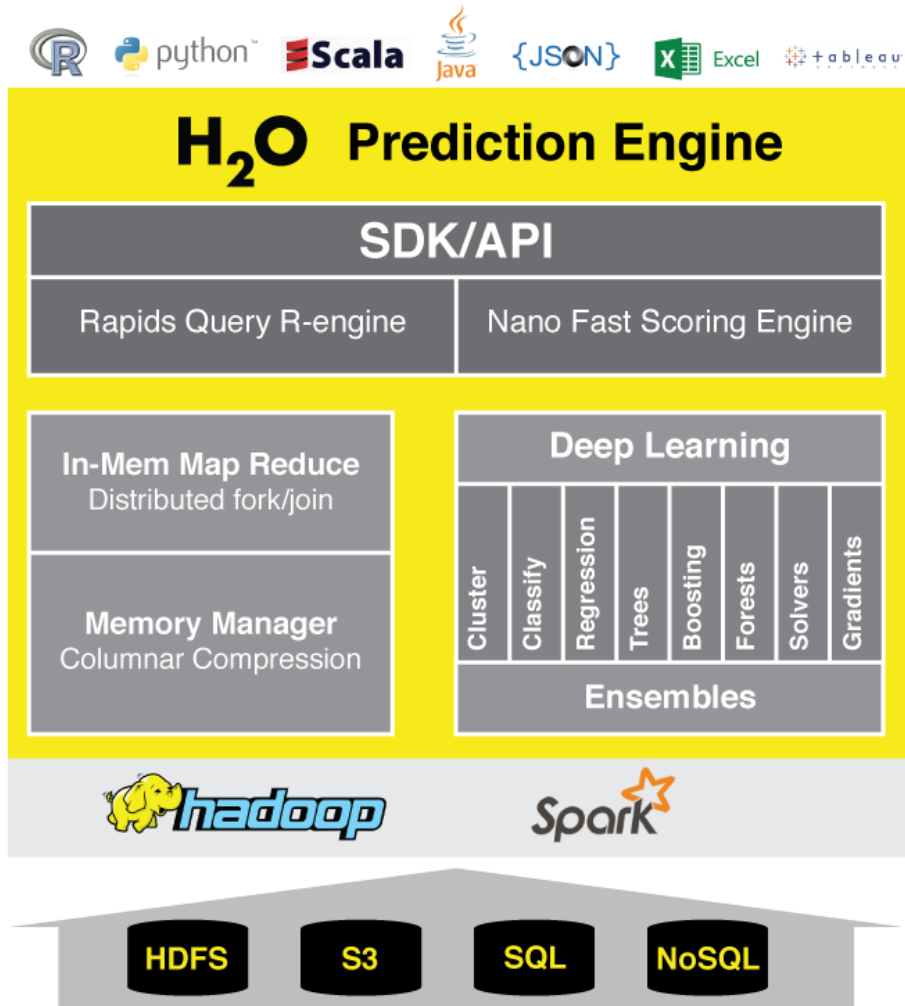 R python™ Scala Java {JSON} Excel +ableau
H2O Prediction Engine
SDK/API
Rapids Query R-engine
Nano Fast Scoring Engine
In-Mem Map Reduce
Distributed fork/join
Memory Manager
Columnar Compression
Deep Learning
Cluster
Classify
Regression
Trees
Boosting
Forests
Solvers
Gradients
Ensembles
hadoop
Spark
HDFS
S3
SQL
NoSQL